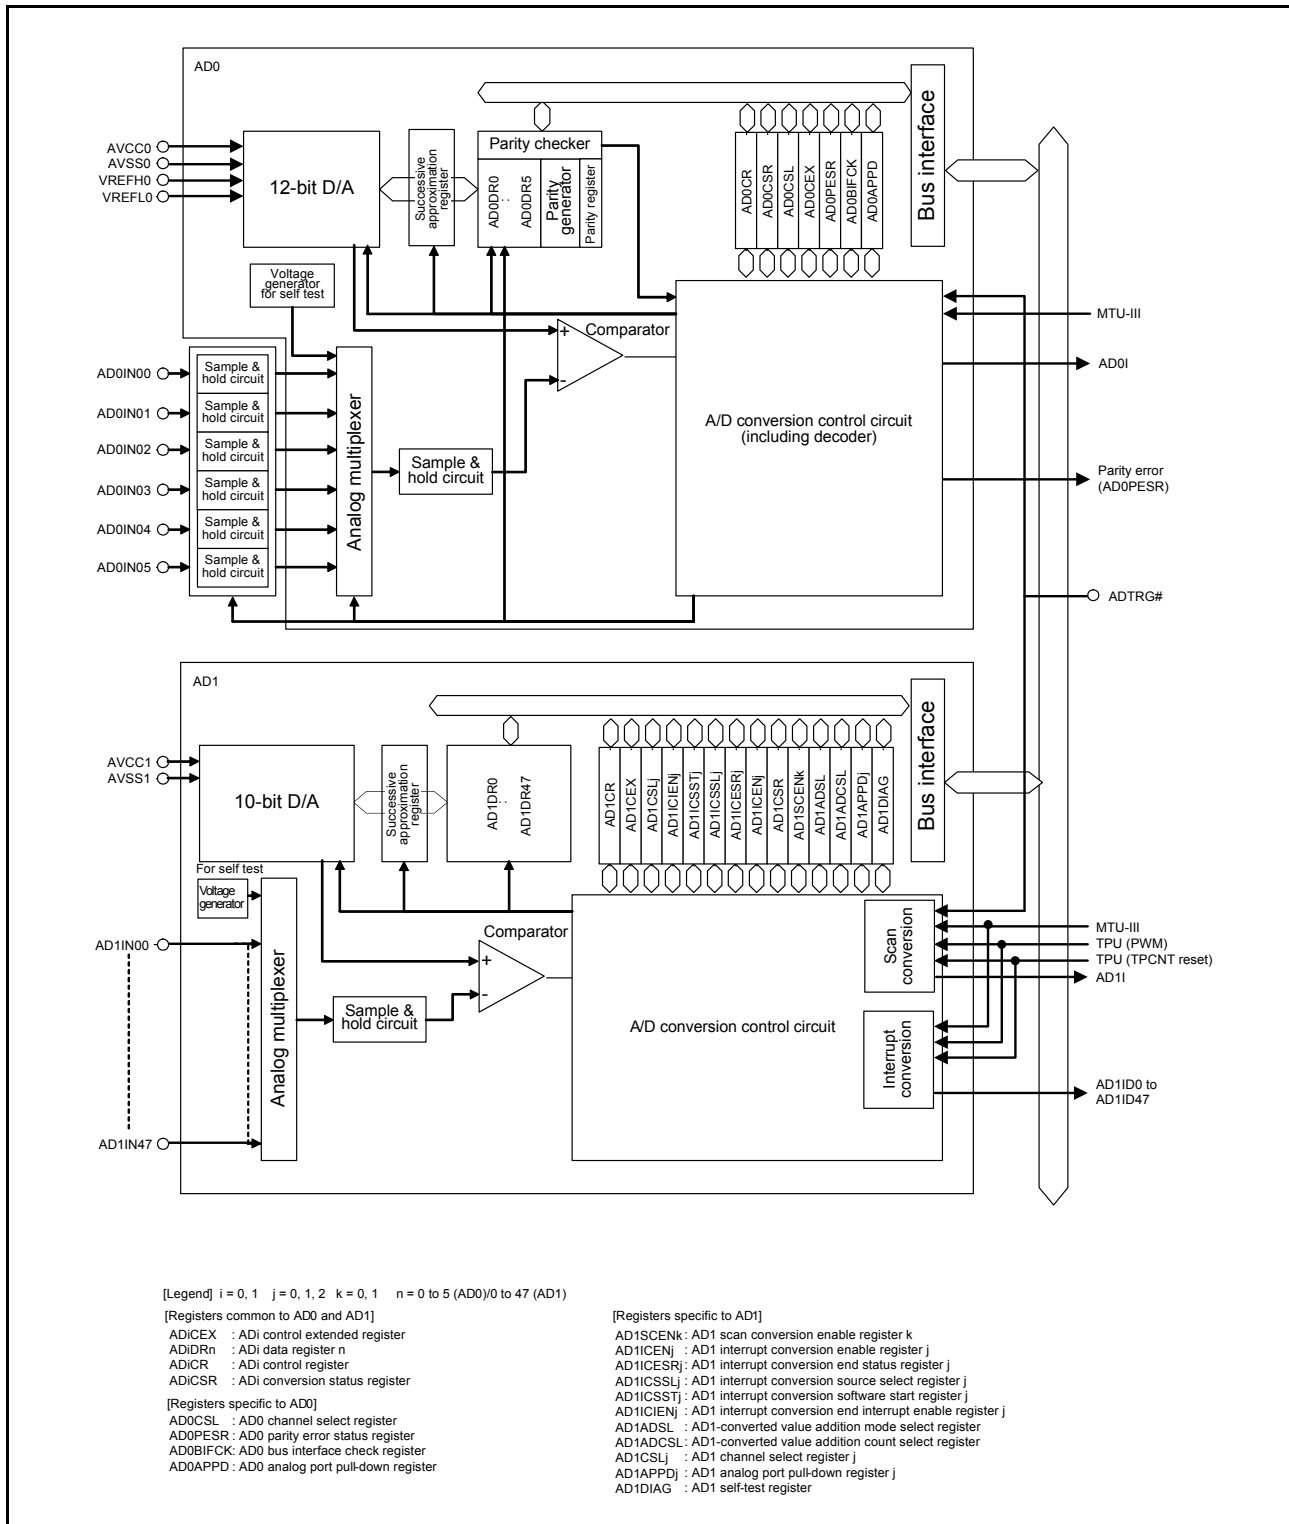 AD0
AVCC0
AVSS0
VREFH0
VREFL0
12-bit D/A
Successive
approximation
register
Parity checker
AD0DR0
:
AD0DR5
Parity
generator
Parity register
AD0CR
AD0CSR
AD0CSL
AD0CEX
AD0PESR
AD0BIFCK
AD0APPD
Bus interface
Voltage
generator
for self test
Comparator
+
-
MTU-III
AD0I
A/D conversion control circuit
(including decoder)
Parity error
(AD0PESR)
ADTRG#
AD0IN00
Sample &
hold circuit
AD0IN01
Sample &
hold circuit
AD0IN02
Sample &
hold circuit
AD0IN03
Sample &
hold circuit
AD0IN04
Sample &
hold circuit
AD0IN05
Sample &
hold circuit
Analog multiplexer
Sample &
hold circuit
AD1
AVCC1
AVSS1
10-bit D/A
Successive
approximation
register
AD1DR0
:
AD1DR47
AD1CR
AD1CEX
AD1CSLj
AD1ICIENj
AD1ICSSTj
AD1ICSSLj
AD1ICESRj
AD1ICENj
AD1CSR
AD1SCENk
AD1ADSL
AD1ADCSL
AD1APPDj
AD1DIAG
Bus interface
For self test
Voltage
generator
AD1IN00
AD1IN47
Analog multiplexer
Sample &
hold circuit
Comparator
+
-
A/D conversion control circuit
Scan
conversion
Interrupt
conversion
MTU-III
TPU (PWM)
TPU (TPCNT reset)
AD1I
AD1ID0 to
AD1ID47
[Legend] i = 0, 1 j = 0, 1, 2 k = 0, 1 n = 0 to 5 (AD0)/0 to 47 (AD1)
[Registers common to AD0 and AD1]
ADiCEX : ADi control extended register
ADiDRn : ADi data register n
ADiCR : ADi control register
ADiCSR : ADi conversion status register
[Registers specific to AD0]
AD0CSL : AD0 channel select register
AD0PESR : AD0 parity error status register
AD0BIFCK: AD0 bus interface check register
AD0APPD : AD0 analog port pull-down register
[Registers specific to AD1]
AD1SCENk : AD1 scan conversion enable register k
AD1ICENj : AD1 interrupt conversion enable register j
AD1ICESRj : AD1 interrupt conversion end status register j
AD1ICSSLj : AD1 interrupt conversion source select register j
AD1ICSSTj : AD1 interrupt conversion software start register j
AD1ICIENj : AD1 interrupt conversion end interrupt enable register j
AD1ADSL : AD1-converted value addition mode select register
AD1ADCSL: AD1-converted value addition count select register
AD1CSLj : AD1 channel select register j
AD1APPDj : AD1 analog port pull-down register j
AD1DIAG : AD1 self-test register